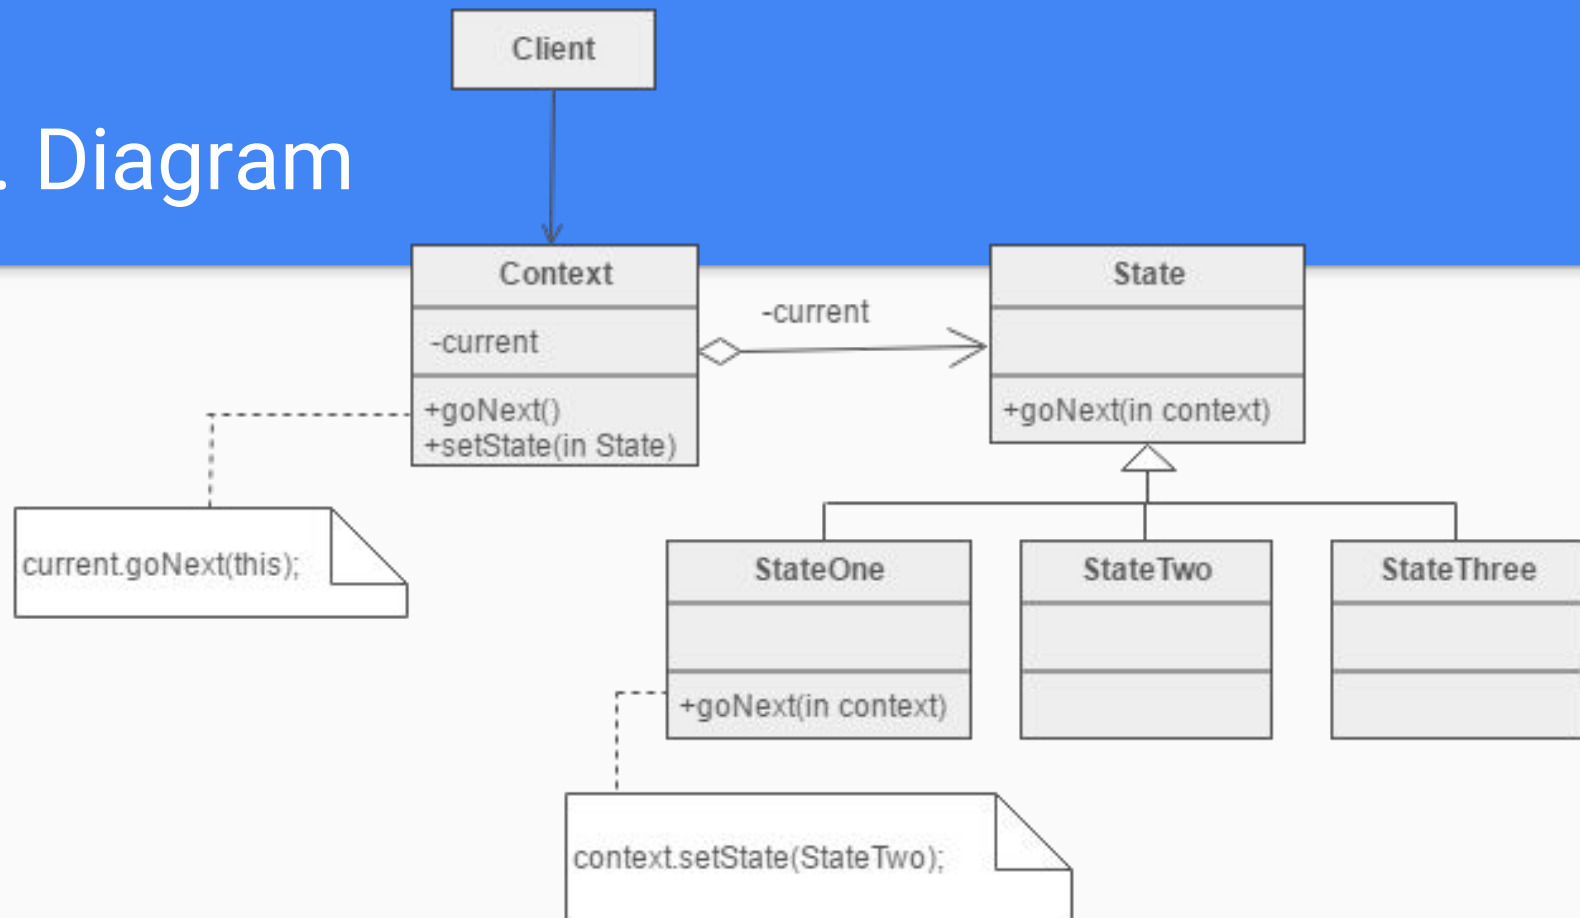 Client
. Diagram
Context
State
-current
-current
+goNext()
+setState(in State)
+goNext(in context)
current.goNext(this);
StateOne
StateTwo
StateThree
+goNext(in context)
context.setState(StateTwo);